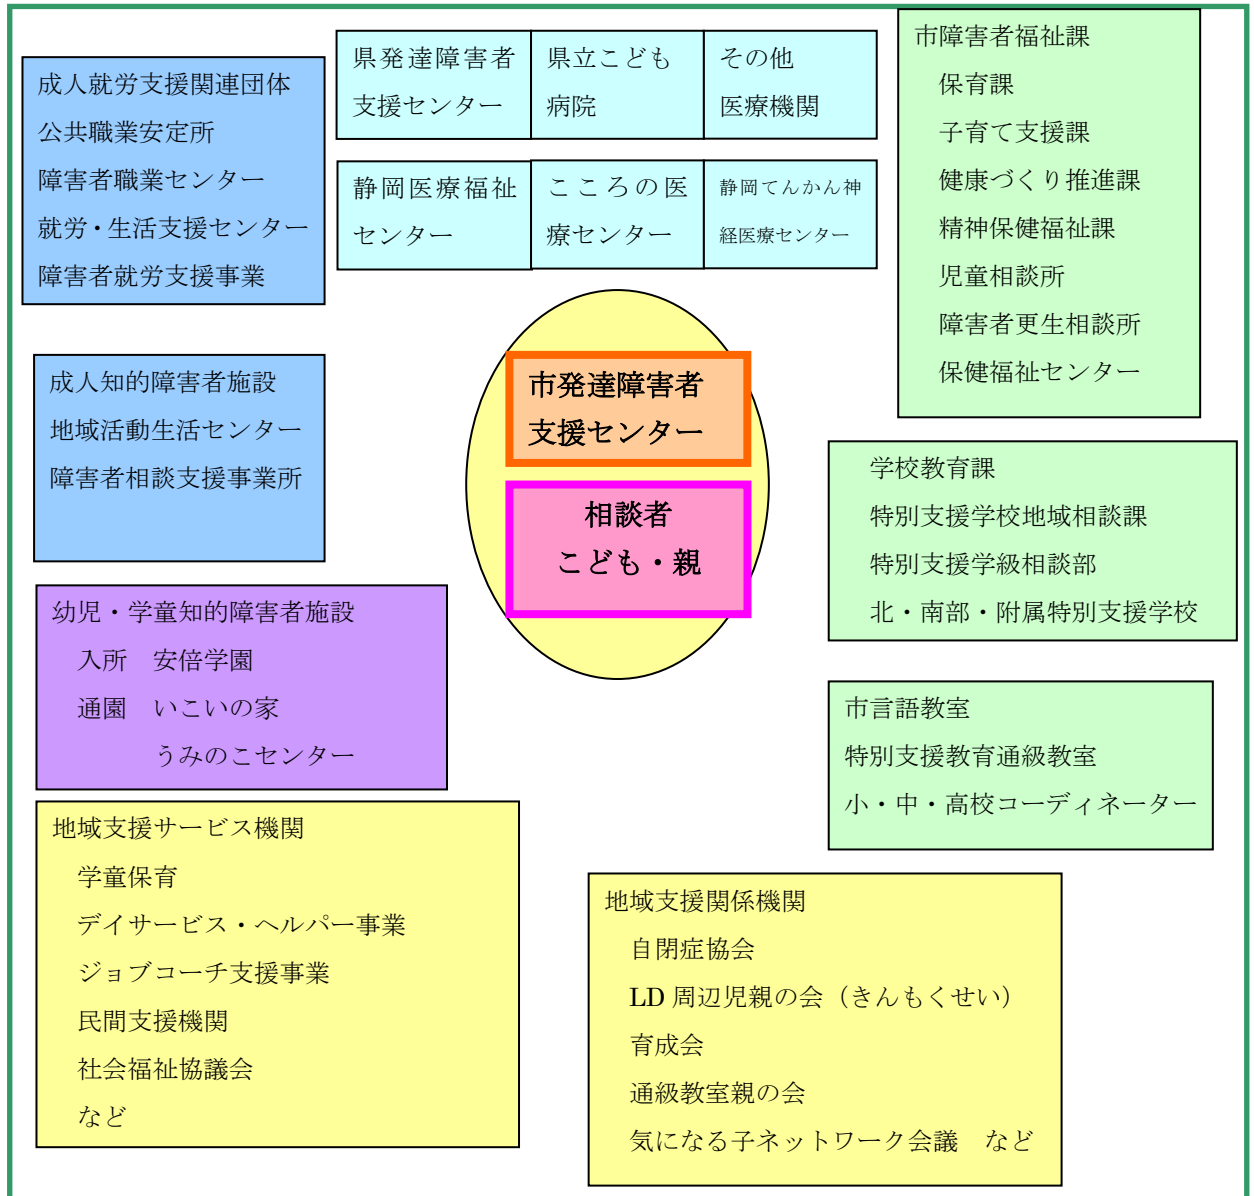 成人就労支援関連団体
公共職業安定所
障害者職業センター
就労・生活支援センター
障害者就労支援事業
県発達障害者
支援センター
県立こども
病院
その他
医療機関
静岡医療福祉
センター
こころの医
療センター
静岡てんかん神
経医療センター
市障害者福祉課
保育課
子育て支援課
健康づくり推進課
精神保健福祉課
児童相談所
障害者更生相談所
保健福祉センター
成人知的障害者施設
地域活動生活センター
障害者相談支援事業所
市発達障害者
支援センター
相談者
こども・親
学校教育課
特別支援学校地域相談課
特別支援学級相談部
北・南部・附属特別支援学校
幼児・学童知的障害者施設
入所　安倍学園
通園　いこいの家
うみのこセンター
市言語教室
特別支援教育通級教室
小・中・高校コーディネーター
地域支援サービス機関
学童保育
デイサービス・ヘルパー事業
ジョブコーチ支援事業
民間支援機関
社会福祉協議会
など
地域支援関係機関
自閉症協会
LD 周辺児親の会（きんもくせい）
育成会
通級教室親の会
気になる子ネットワーク会議　など